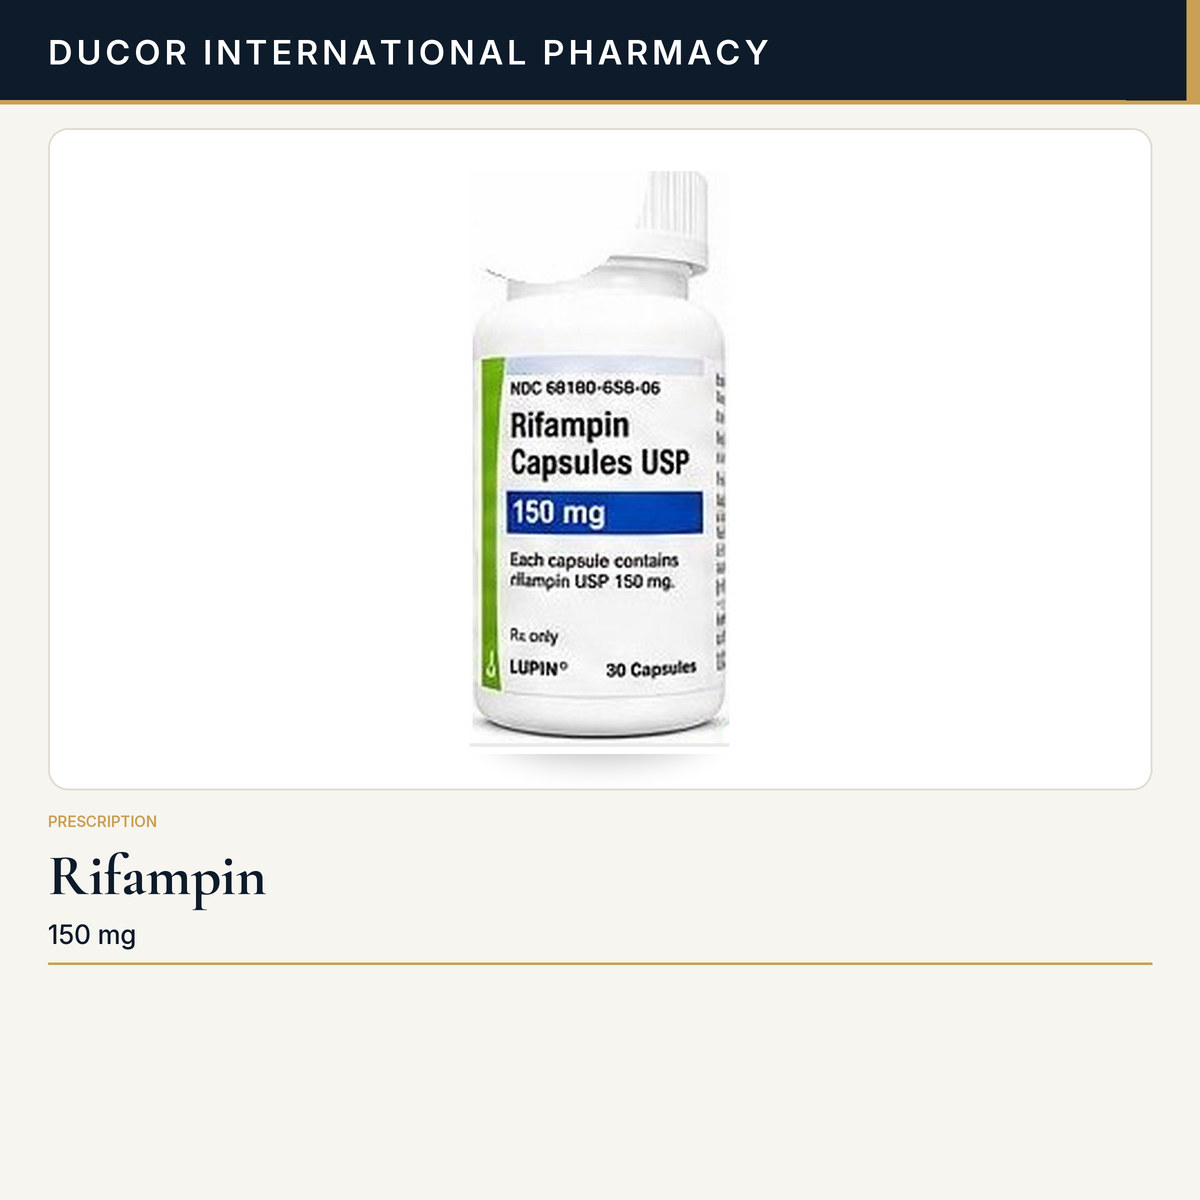 DUCOR INTERNATIONAL PHARMACY
NDC 68180-658-06
Rifampin
Capsules USP
150 mg
Each capsule contains
rifampin USP 150 mg.
Rx only
LUPIN®
30 Capsules
PRESCRIPTION
Rifampin
150 mg